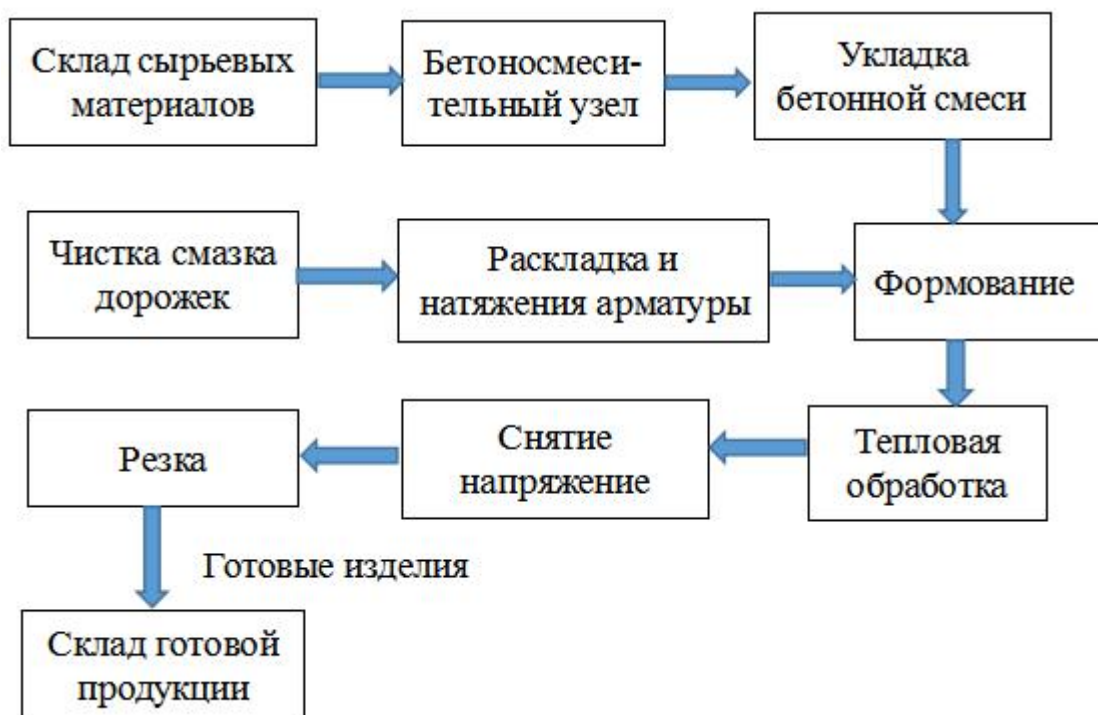 Склад сырьевых
материалов
Бетоносмеси-
тельный узел
Укладка
бетонной смеси
Чистка смазка
дорожек
Раскладка и
натяжения арматуры
Формование
Тепловая
обработка
Снятие
напряжение
Резка
Готовые изделия
Склад готовой
продукции